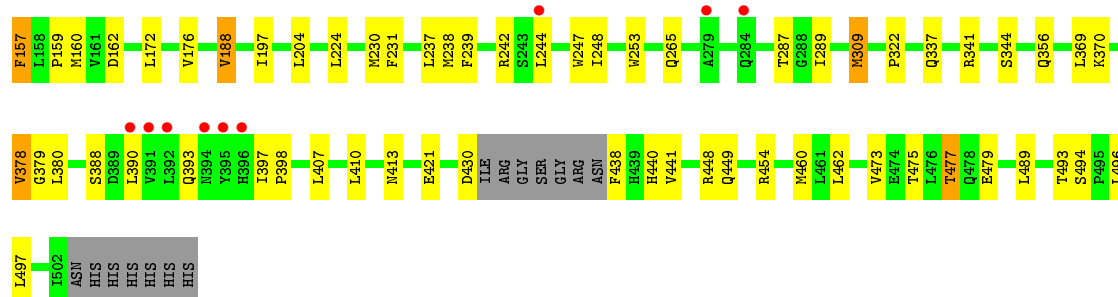 F157 L158 P159 M160 V161 D162 L172 V176 V188 I197 L204 L224 M230 F231 L237 M238 F239 R242 S243 L244 W247 I248 W253 Q265 A279 Q284 T287 G288 I289 M309 P322 Q337 R341 S344 Q356 L369 K370
V378 G379 L380 S388 D389 L390 V391 L392 Q393 N394 Y395 H396 I397 P398 L407 L410 N413 E421 D430 ILE ARG GLY SER GLY ARG ASN F438 H439 H440 V441 R448 Q449 R454 M460 L461 L462 V473 E474 T475 L476 T477 Q478 E479 L489 T493 S494 P495 L496
L497 I502 ASN HIS HIS HIS HIS HIS HIS